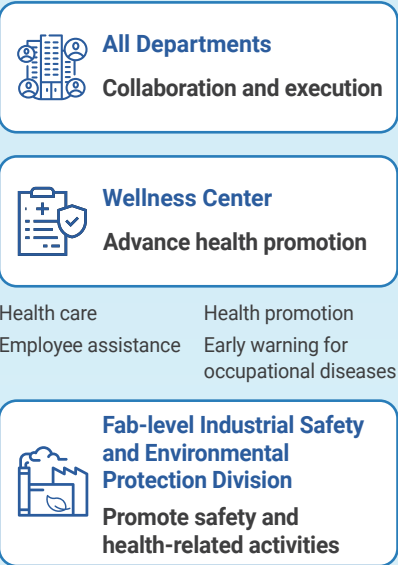 All Departments
Collaboration and execution
Wellness Center
Advance health promotion
Health care
Employee assistance
Health promotion
Early warning for
occupational diseases
Fab-level Industrial Safety
and Environmental
Protection Division
Promote safety and
health-related activities